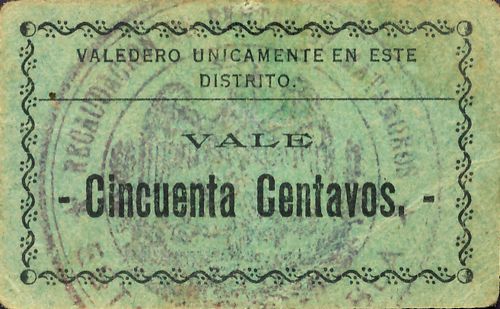 VALEDERO UNICAMENTE EN ESTE
DISTRITO.
VALE
- Cincuenta Centavos. -